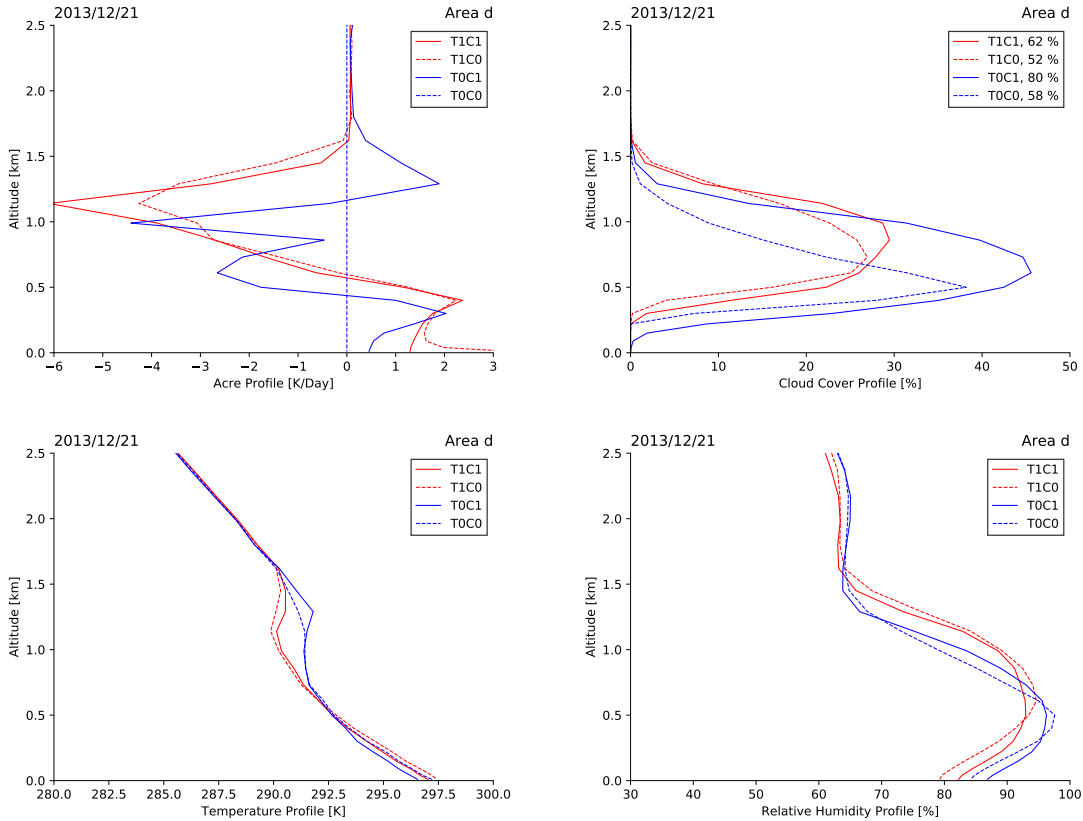 2013/12/21 Area d
T1C1
T1C0
T0C1
T0C0
Altitude [km]
2.5
2.0
1.5
1.0
0.5
0.0
−6 −5 −4 −3 −2 −1 0 1 2 3
Acre Profile [K/Day]
2013/12/21 Area d
T1C1, 62 %
T1C0, 52 %
T0C1, 80 %
T0C0, 58 %
Altitude [km]
2.5
2.0
1.5
1.0
0.5
0.0
0 10 20 30 40 50
Cloud Cover Profile [%]
2013/12/21 Area d
T1C1
T1C0
T0C1
T0C0
Altitude [km]
2.5
2.0
1.5
1.0
0.5
0.0
280.0 282.5 285.0 287.5 290.0 292.5 295.0 297.5 300.0
Temperature Profile [K]
2013/12/21 Area d
T1C1
T1C0
T0C1
T0C0
Altitude [km]
2.5
2.0
1.5
1.0
0.5
0.0
30 40 50 60 70 80 90 100
Relative Humidity Profile [%]